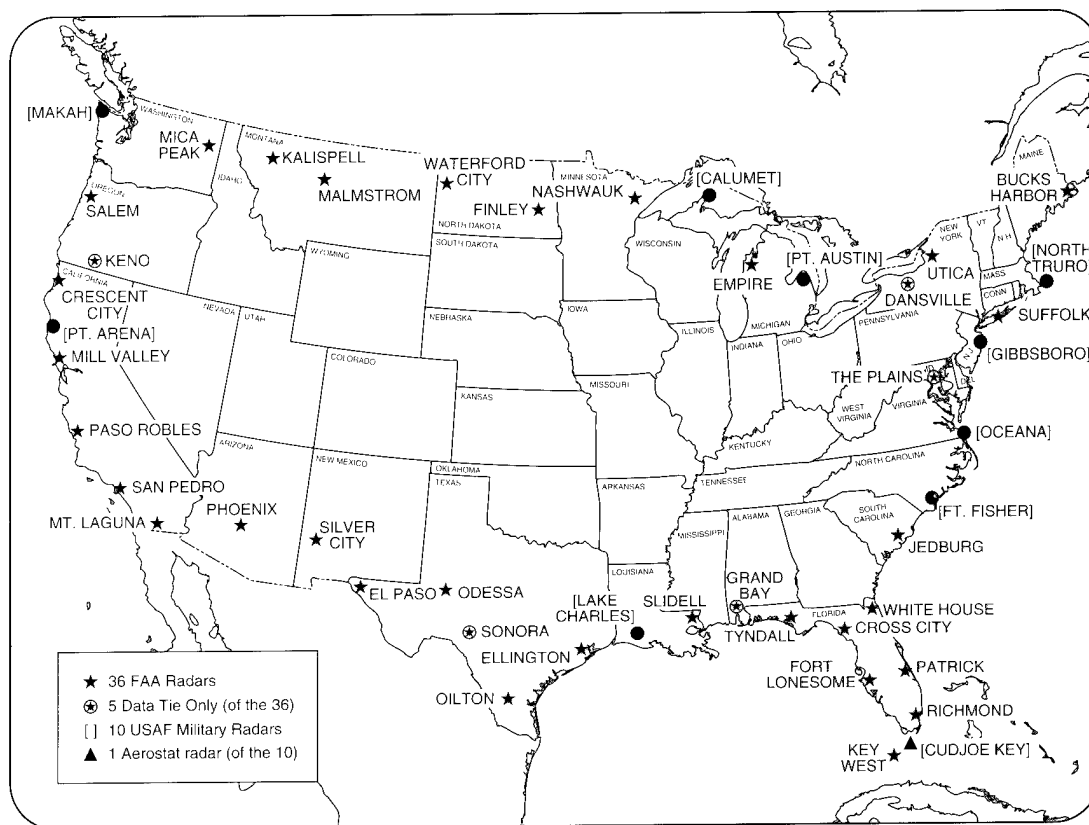 [MAKAH]
WASHINGTON
MICA
PEAK
MONTANA
KALISPELL
MALMSTROM
IDAHO
OREGON
SALEM
KENO
CALIFORNIA
CRESCENT
CITY
[PT. ARENA]
MILL VALLEY
PASO ROBLES
SAN PEDRO
MT. LAGUNA
NEVADA
UTAH
ARIZONA
PHOENIX
WYOMING
COLORADO
NEW MEXICO
SILVER
CITY
WATERFORD
CITY
FINLEY
NORTH DAKOTA
SOUTH DAKOTA
NEBRASKA
KANSAS
OKLAHOMA
TEXAS
EL PASO
ODESSA
SONORA
ELLINGTON
OILTON
MINNESOTA
NASHWAUK
[CALUMET]
WISCONSIN
IOWA
MISSOURI
ARKANSAS
LOUISIANA
[LAKE
CHARLES]
SLIDELL
ILLINOIS
INDIANA
MICHIGAN
EMPIRE
[PT. AUSTIN]
OHIO
KENTUCKY
TENNESSEE
MISSISSIPPI
ALABAMA
GEORGIA
GRAND
BAY
TYNDALL
FLORIDA
MAINE
BUCKS
HARBOR
NEW
YORK
VT
N H
MASS
CONN
[NORTH
TRURO]
UTICA
DANSVILLE
SUFFOLK
PENNSYLVANIA
N.J.
[GIBBSBORO]
THE PLAINS
DEL
WEST
VIRGINIA
VIRGINIA
[OCEANA]
NORTH CAROLINA
[FT. FISHER]
SOUTH
CAROLINA
JEDBURG
WHITE HOUSE
CROSS CITY
FORT
LONESOME
PATRICK
RICHMOND
[CUDJOE KEY]
KEY
WEST
★ 36 FAA Radars
5 Data Tie Only (of the 36)
[ ] 10 USAF Military Radars
▲ 1 Aerostat radar (of the 10)